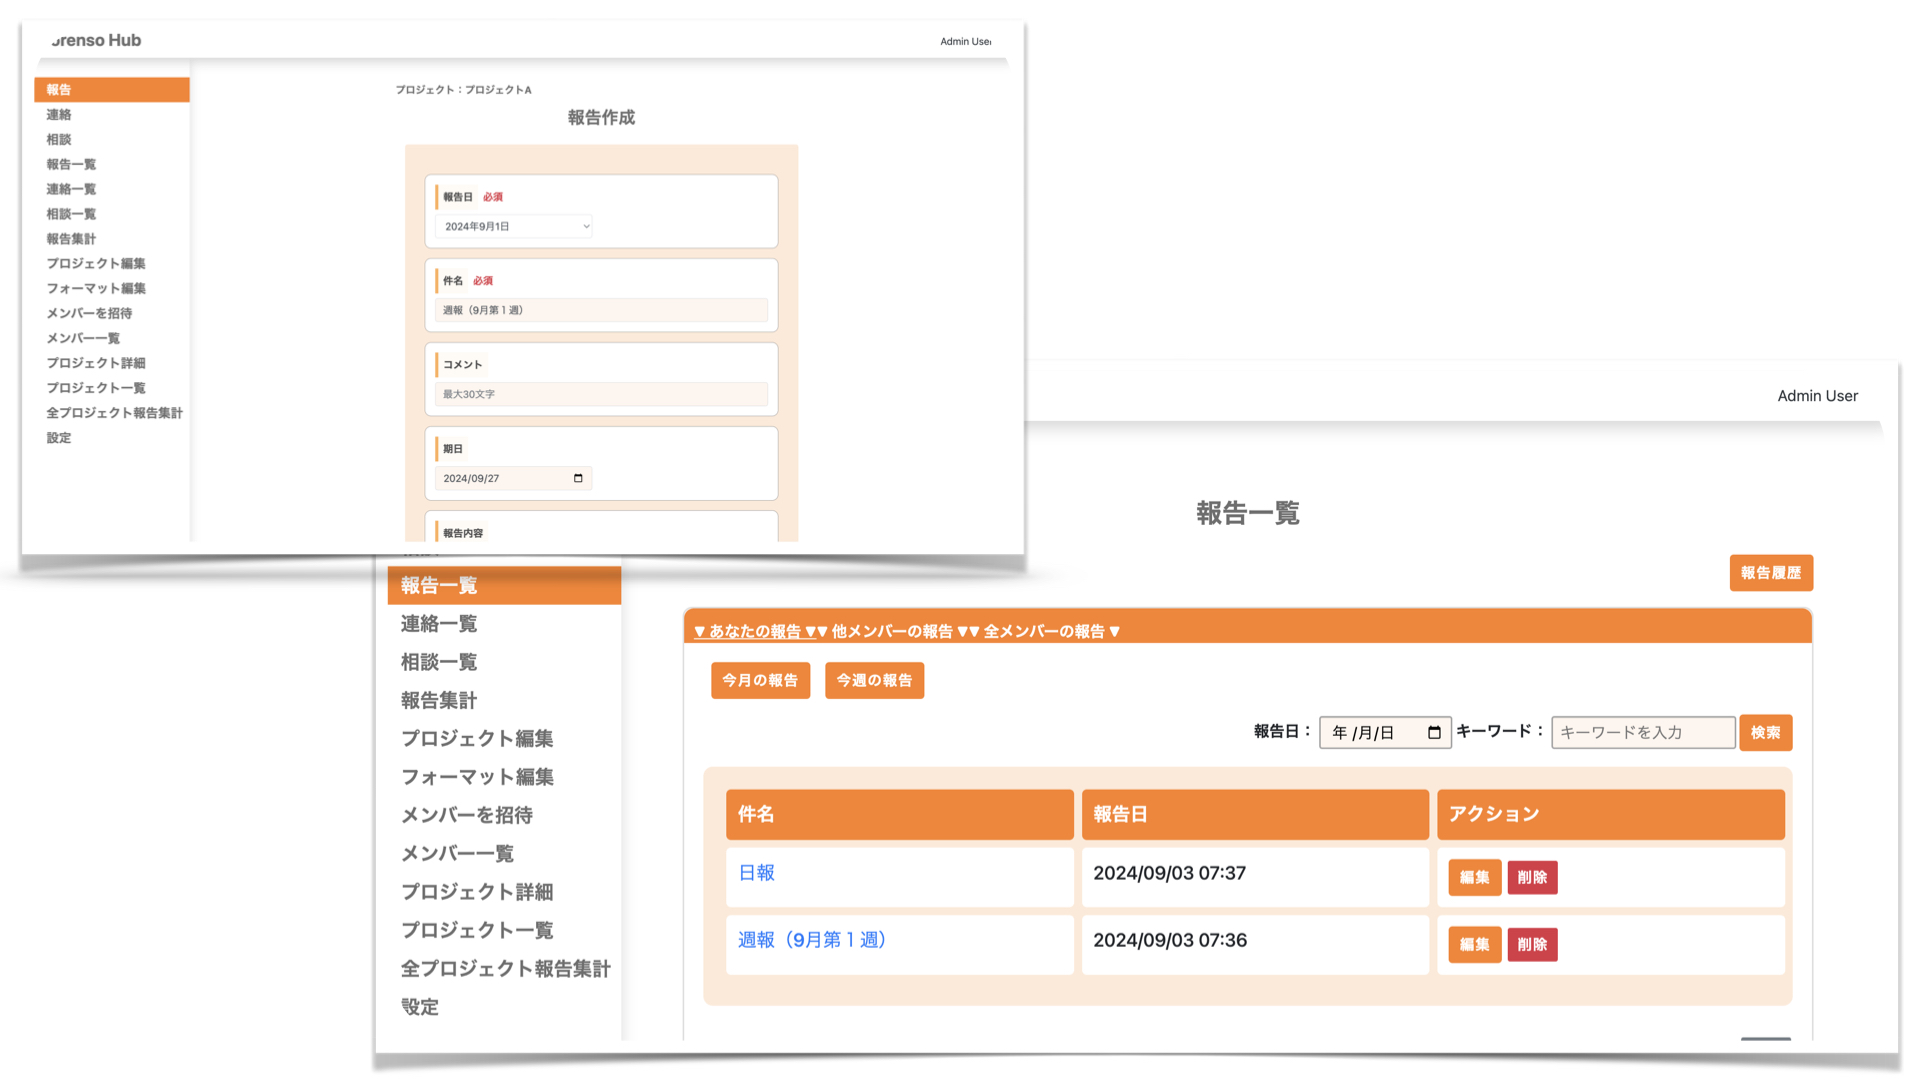 orenso Hub
Admin User
報告
連絡
相談
報告一覧
連絡一覧
相談一覧
報告集計
プロジェクト編集
フォーマット編集
メンバーを招待
メンバー一覧
プロジェクト詳細
プロジェクト一覧
全プロジェクト報告集計
設定
プロジェクト：プロジェクトA
報告作成
報告日 必須
2024年9月1日
件名 必須
週報（9月第１週）
コメント
最大30文字
期日
2024/09/27
報告内容
Admin User
報告一覧
連絡一覧
相談一覧
報告集計
プロジェクト編集
フォーマット編集
メンバーを招待
メンバー一覧
プロジェクト詳細
プロジェクト一覧
全プロジェクト報告集計
設定
報告一覧
報告履歴
▼ あなたの報告 ▼▼ 他メンバーの報告 ▼▼ 全メンバーの報告 ▼
今月の報告 今週の報告
報告日： 年 /月/日 キーワード： キーワードを入力 検索
件名 報告日 アクション
日報 2024/09/03 07:37 編集 削除
週報（9月第１週） 2024/09/03 07:36 編集 削除